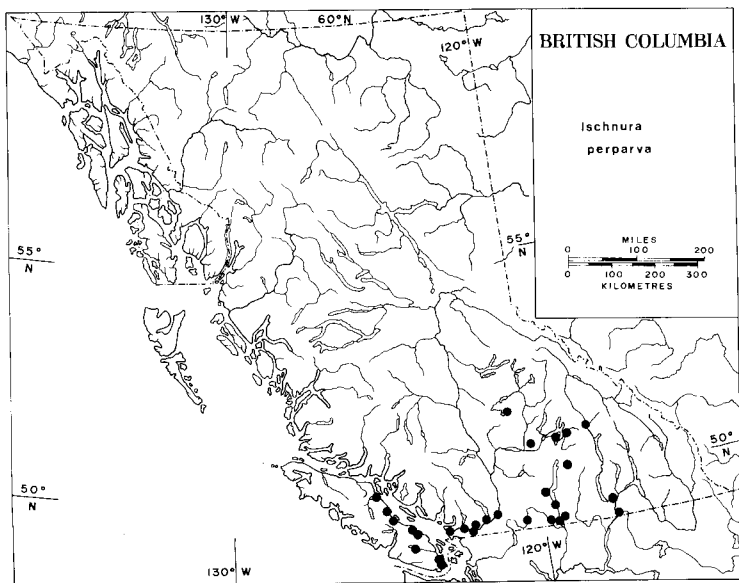 130° W
60° N
120° W
BRITISH COLUMBIA
Ischnura
perparva
MILES
0 100 200
0 100 200 300
KILOMETRES
55°
N
55°
N
50°
N
50°
N
130° W
120° W